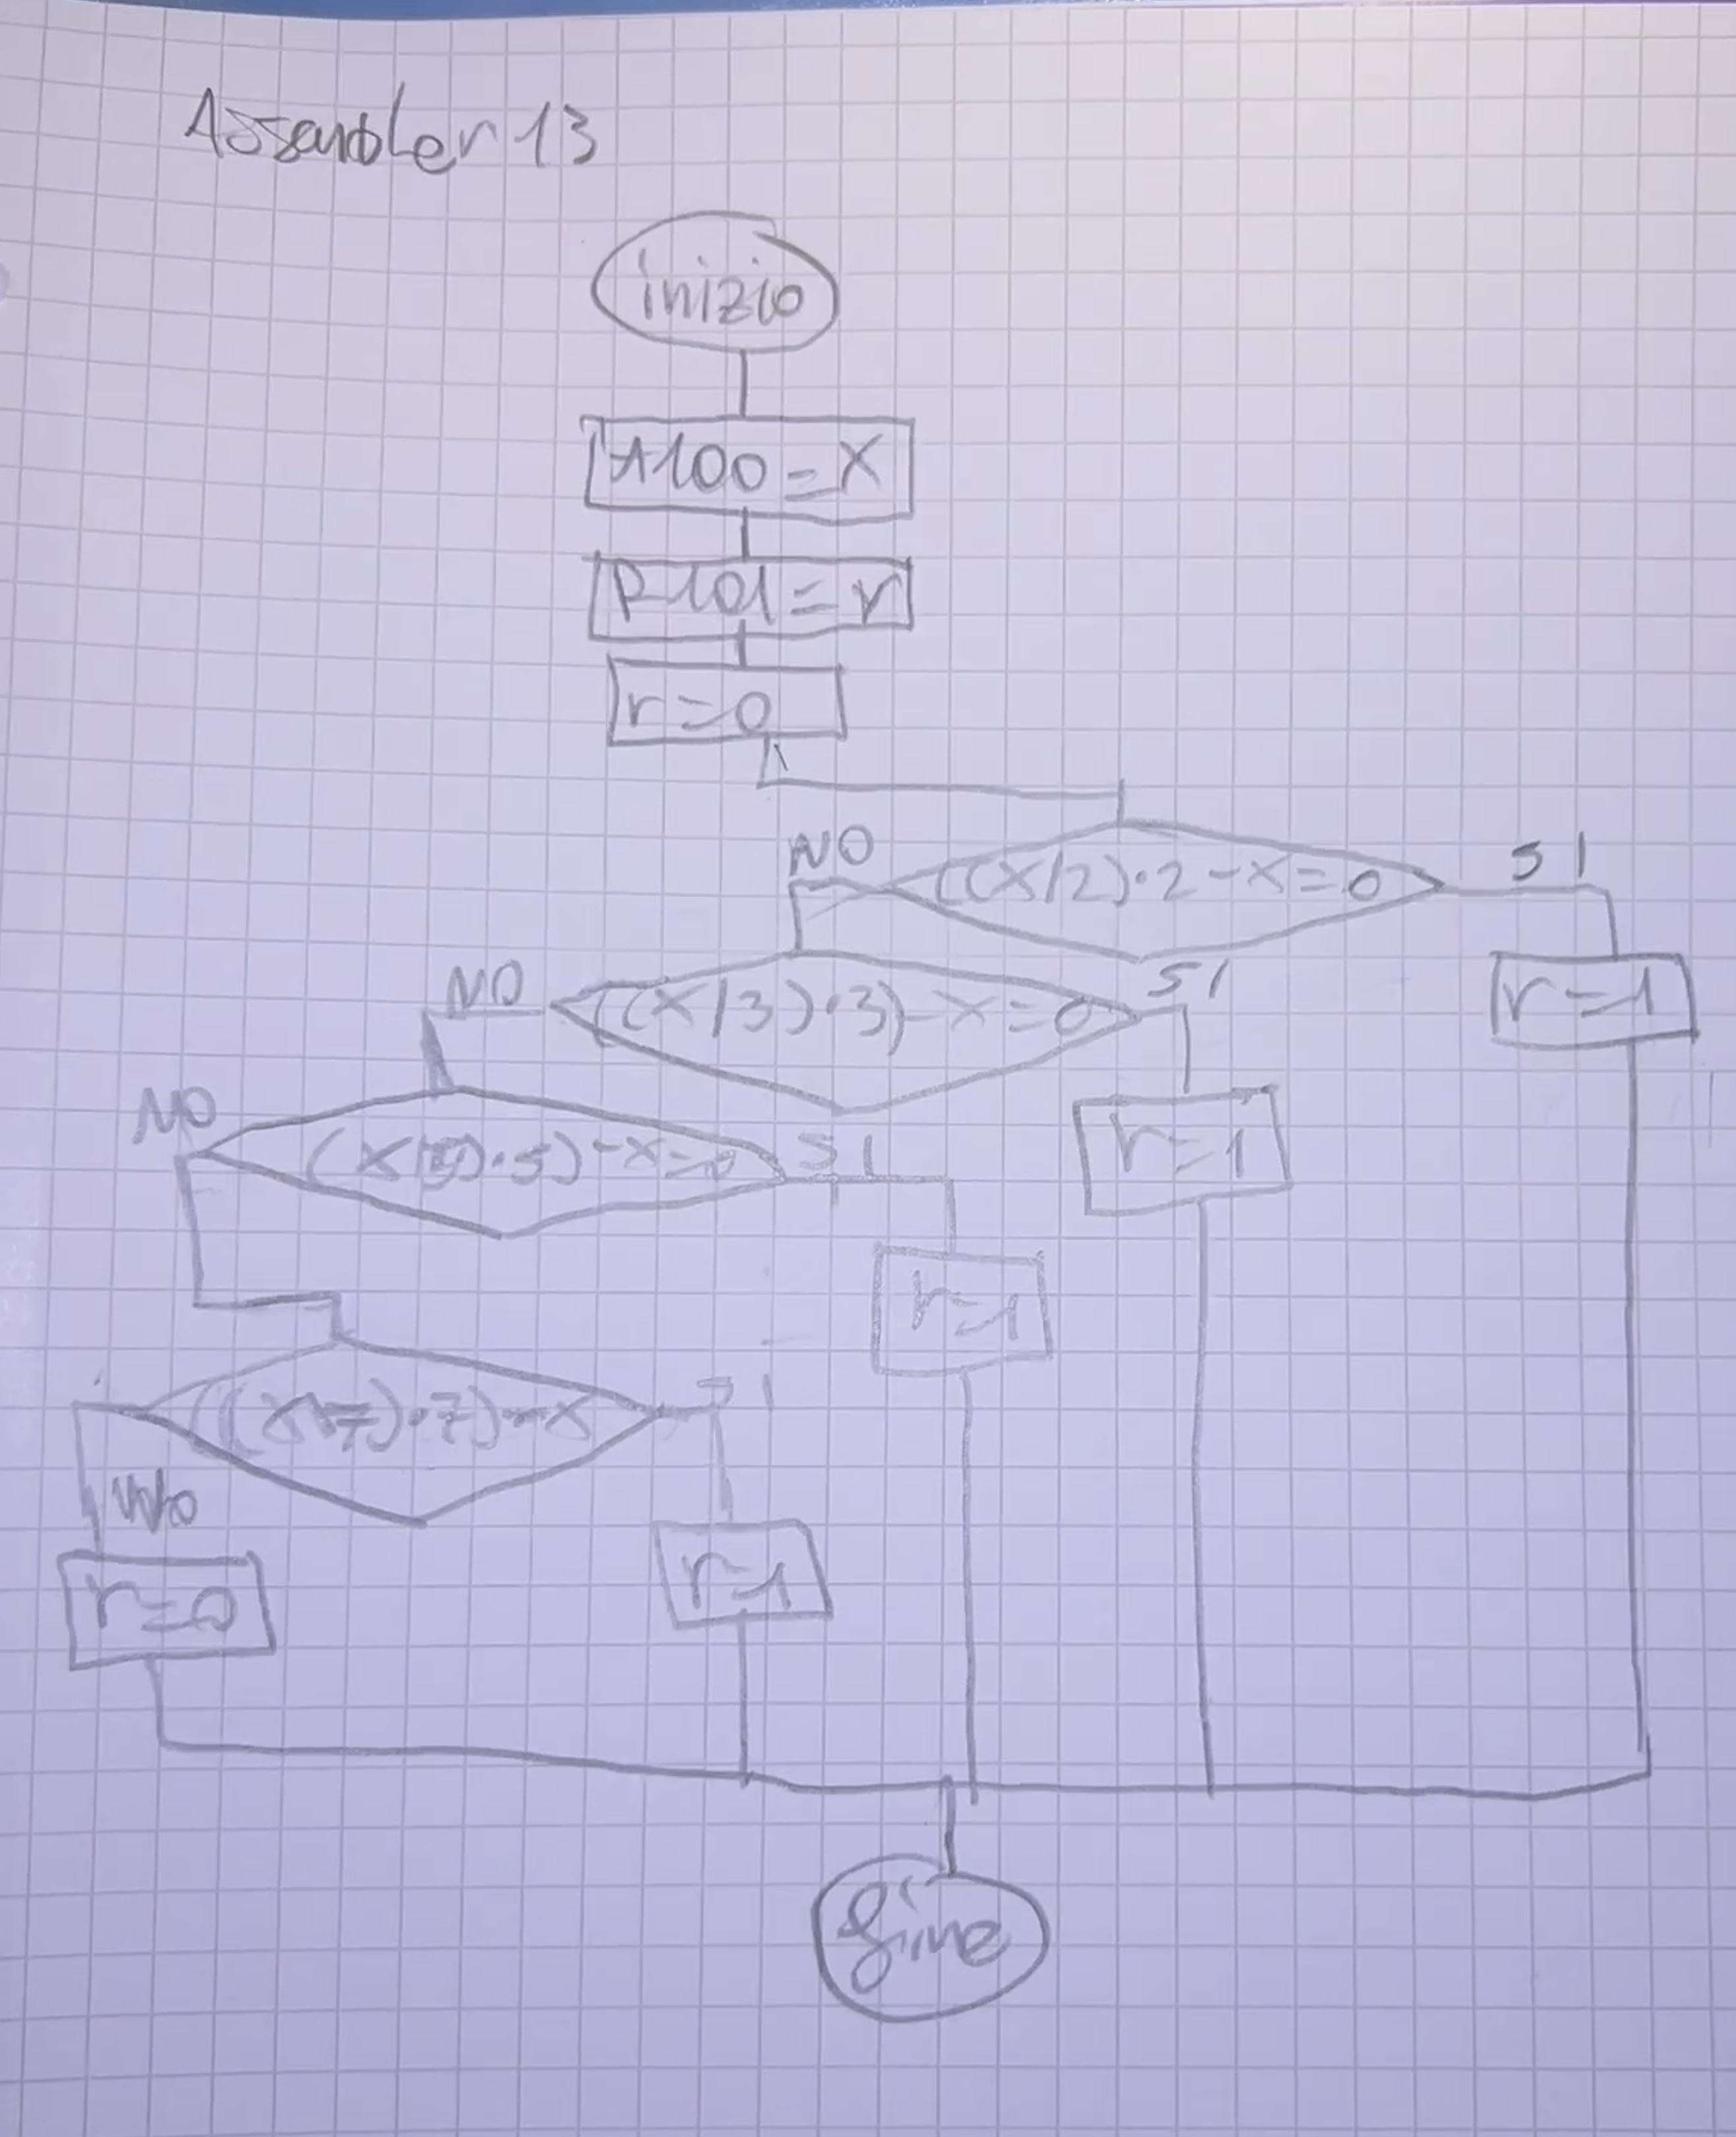 Assembler 13
inizio
A100=X
R101=r
r=0
NO
((X/2)·2-X=0
SI
NO
((X/3)·3)-X=0
SI
r=1
NO
(X/5)·5)-X=0
SI
r=1
r=1
((X/7)·7)-X
SI
NO
r=0
r=1
fine